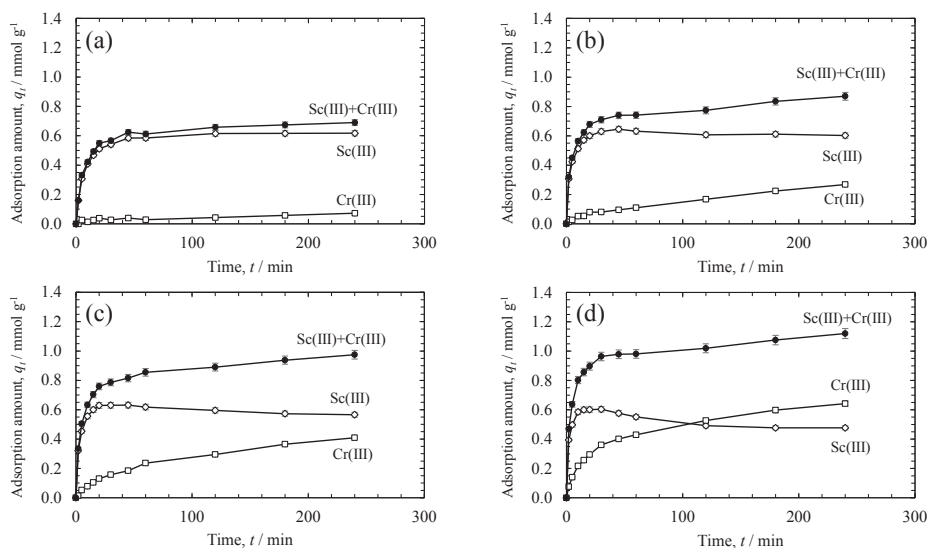 (a)
Adsorption amount, qt / mmol g-1
1.4
1.2
1.0
0.8
0.6
0.4
0.2
0.0
Sc(III)+Cr(III)
Sc(III)
Cr(III)
0
100
200
300
Time, t / min
(b)
Adsorption amount, qt / mmol g-1
1.4
1.2
1.0
0.8
0.6
0.4
0.2
0.0
Sc(III)+Cr(III)
Sc(III)
Cr(III)
0
100
200
300
Time, t / min
(c)
Adsorption amount, qt / mmol g-1
1.4
1.2
1.0
0.8
0.6
0.4
0.2
0.0
Sc(III)+Cr(III)
Sc(III)
Cr(III)
0
100
200
300
Time, t / min
(d)
Adsorption amount, qt / mmol g-1
1.4
1.2
1.0
0.8
0.6
0.4
0.2
0.0
Sc(III)+Cr(III)
Cr(III)
Sc(III)
0
100
200
300
Time, t / min